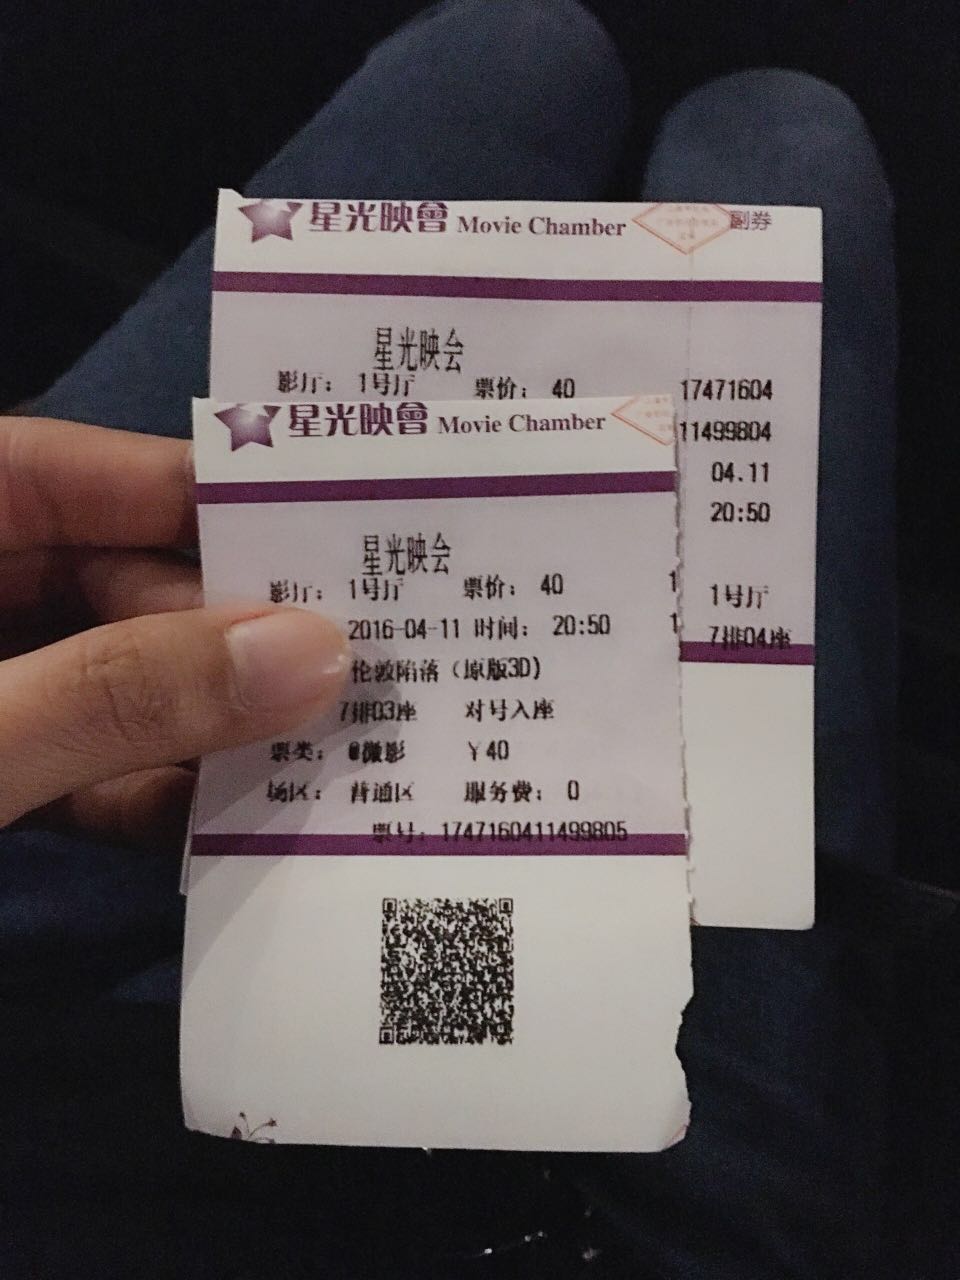 星光映會 Movie Chamber 副券
星光映会
影厅： 1号厅 票价： 40
17471604
11499804
04.11
20:50
1号厅
7排04座
星光映會 Movie Chamber
星光映会
影厅： 1号厅 票价： 40
2016-04-11 时间： 20:50
伦敦陷落（原版3D）
7排03座 对号入座
票类： @微影 ￥40
场区： 普通区 服务费： 0
票号： 1747160411499805